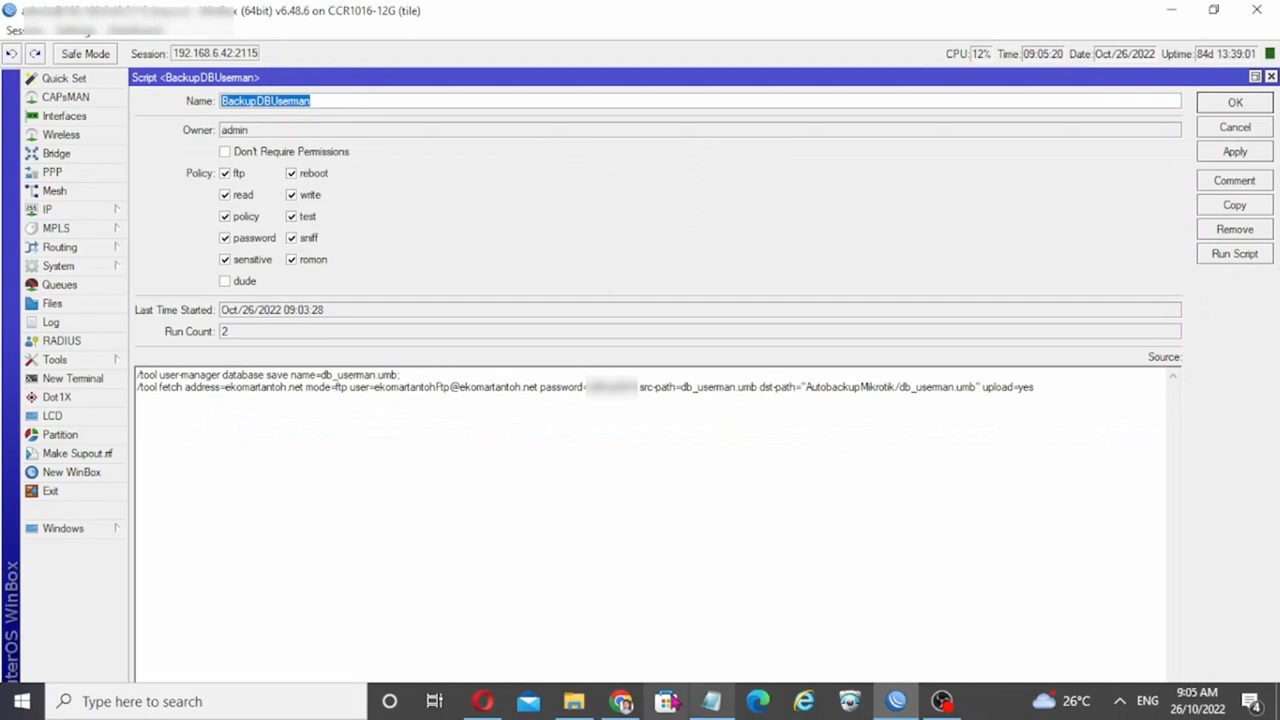 (64bit) v6.48.6 on CCR1016-12G (tile)
Safe Mode Session: 192.168.6.42:2115 CPU: 12% Time: 09:05:20 Date: Oct/26/2022 Uptime: 84d 13:39:01
Quick Set
CAPsMAN
Interfaces
Wireless
Bridge
PPP
Mesh
IP
MPLS
Routing
System
Queues
Files
Log
RADIUS
Tools
New Terminal
Dot1X
LCD
Partition
Make Supout.rif
New WinBox
Exit
Windows
uterOS WinBox
Script <BackupDBUserman>
Name: BackupDBUserman
Owner: admin
Don't Require Permissions
Policy: ftp reboot
read write
policy test
password sniff
sensitive romon
dude
Last Time Started: Oct/26/2022 09:03:28
Run Count: 2
Source:
/tool user-manager database save name=db_userman.umb;
/tool fetch address=ekomartantoh.net mode=ftp user=ekomartantohFtp@ekomartantoh.net password= src-path=db_userman.umb dst-path="AutobackupMikrotik/db_userman.umb" upload=yes
OK
Cancel
Apply
Comment
Copy
Remove
Run Script
Type here to search
26°C
ENG
9:05 AM
26/10/2022
4